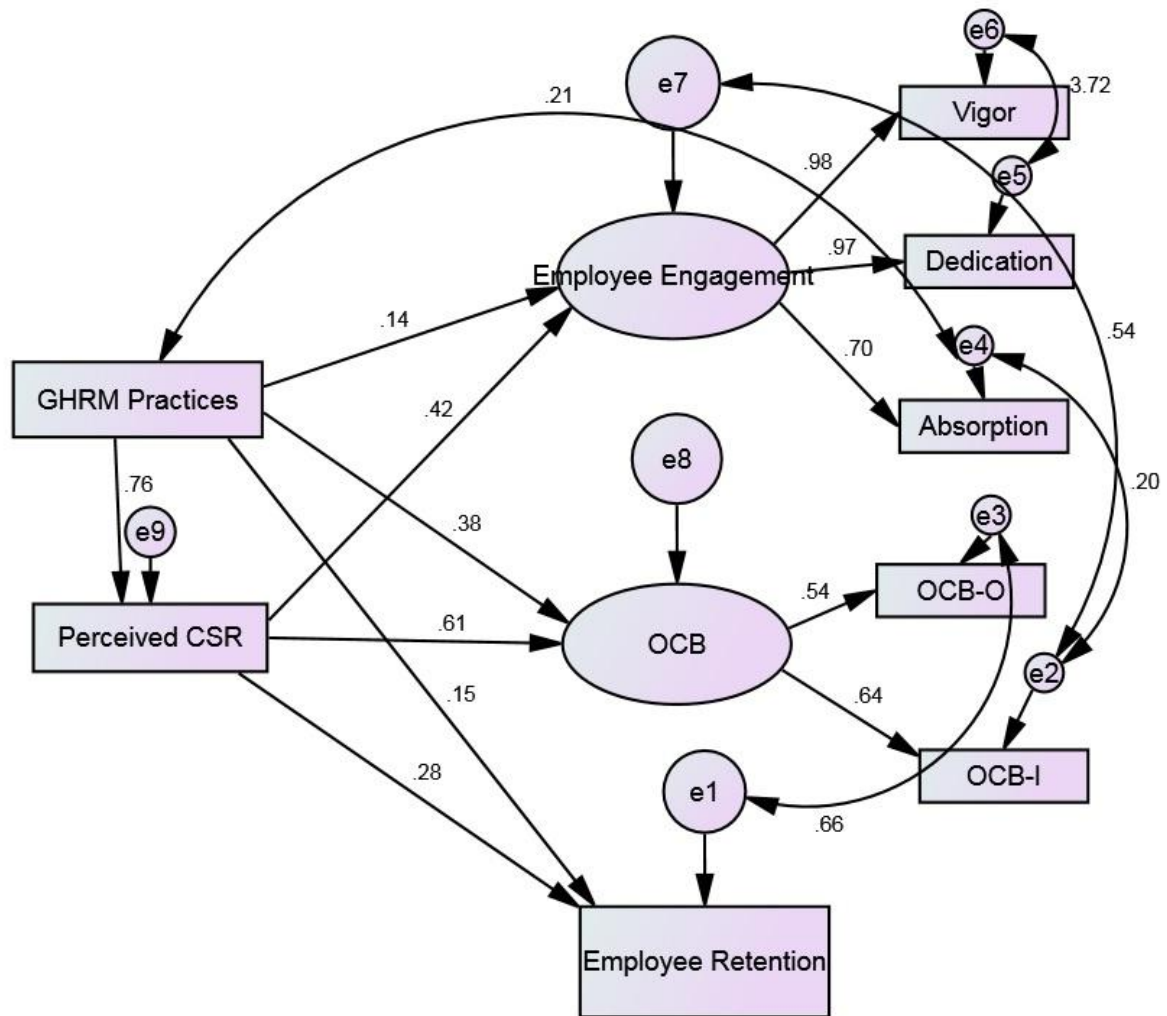 e6
3.72
e7
Vigor
.21
.98
e5
Employee Engagement
.97
Dedication
.54
.14
e4
.70
GHRM Practices
.42
Absorption
e8
.76
.20
e9
.38
e3
.54
OCB-O
Perceived CSR
.61
OCB
e2
.64
.15
.28
OCB-I
e1
.66
Employee Retention